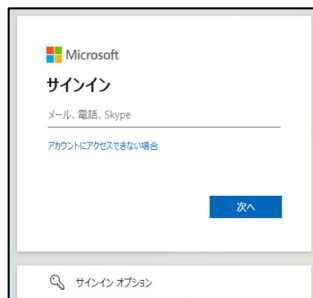 Microsoft
サインイン
メール、電話、Skype
アカウントにアクセスできない場合
次へ
サインイン オプション